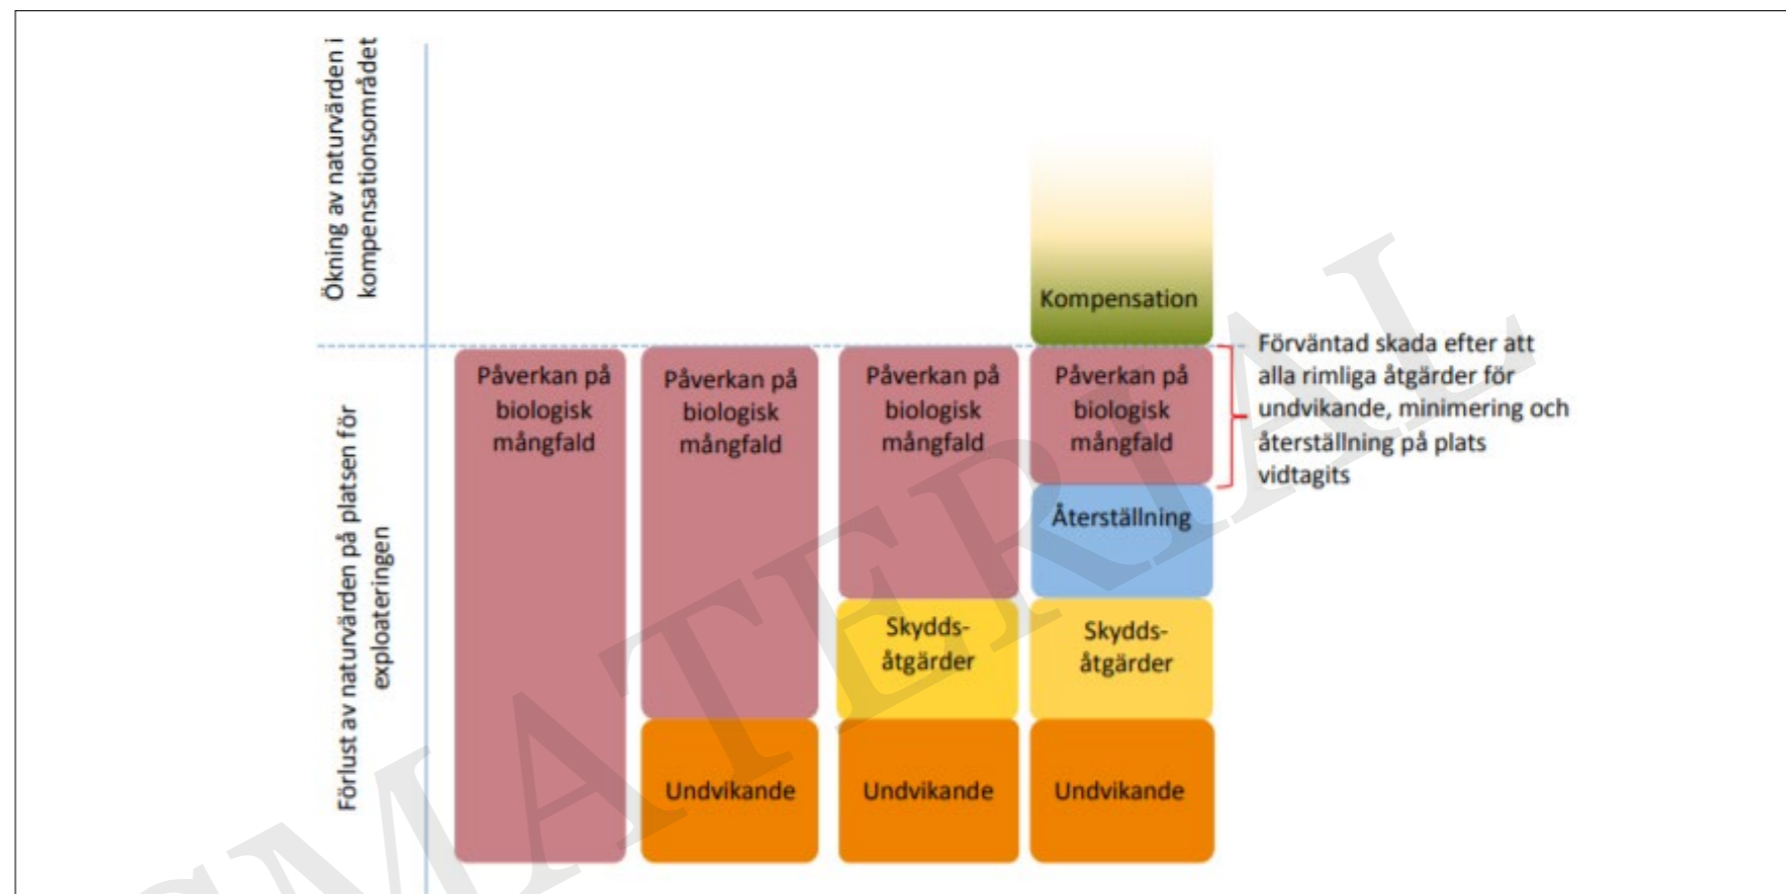 Ökning av naturvärden i
kompensationsområdet
Kompensation
Förlust av naturvärden på platsen för
exploateringen
Påverkan på
biologisk
mångfald
Påverkan på
biologisk
mångfald
Undvikande
Påverkan på
biologisk
mångfald
Skydds-
åtgärder
Undvikande
Påverkan på
biologisk
mångfald
Återställning
Skydds-
åtgärder
Undvikande
Förväntad skada efter att
alla rimliga åtgärder för
undvikande, minimering och
återställning på plats
vidtagits
SMATERIAL